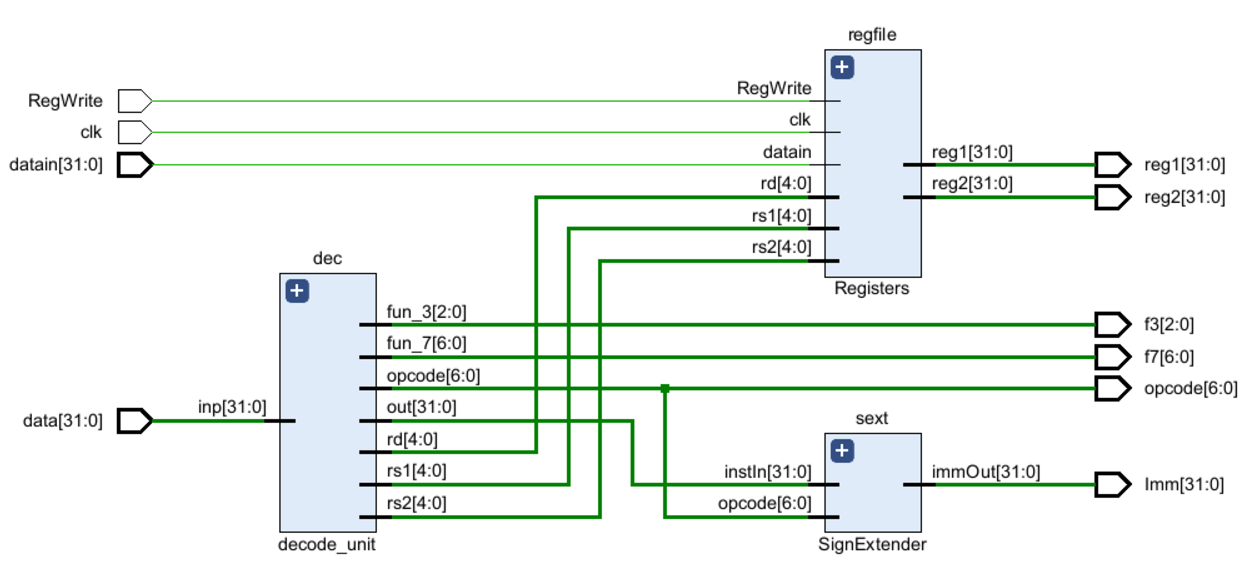 regfile
RegWrite
RegWrite
clk
clk
datain[31:0]
datain
reg1[31:0]
reg1[31:0]
rd[4:0]
reg2[31:0]
reg2[31:0]
rs1[4:0]
rs2[4:0]
Registers
dec
fun_3[2:0]
f3[2:0]
fun_7[6:0]
f7[6:0]
opcode[6:0]
opcode[6:0]
data[31:0]
inp[31:0]
out[31:0]
rd[4:0]
rs1[4:0]
rs2[4:0]
decode_unit
sext
instIn[31:0]
immOut[31:0]
Imm[31:0]
opcode[6:0]
SignExtender